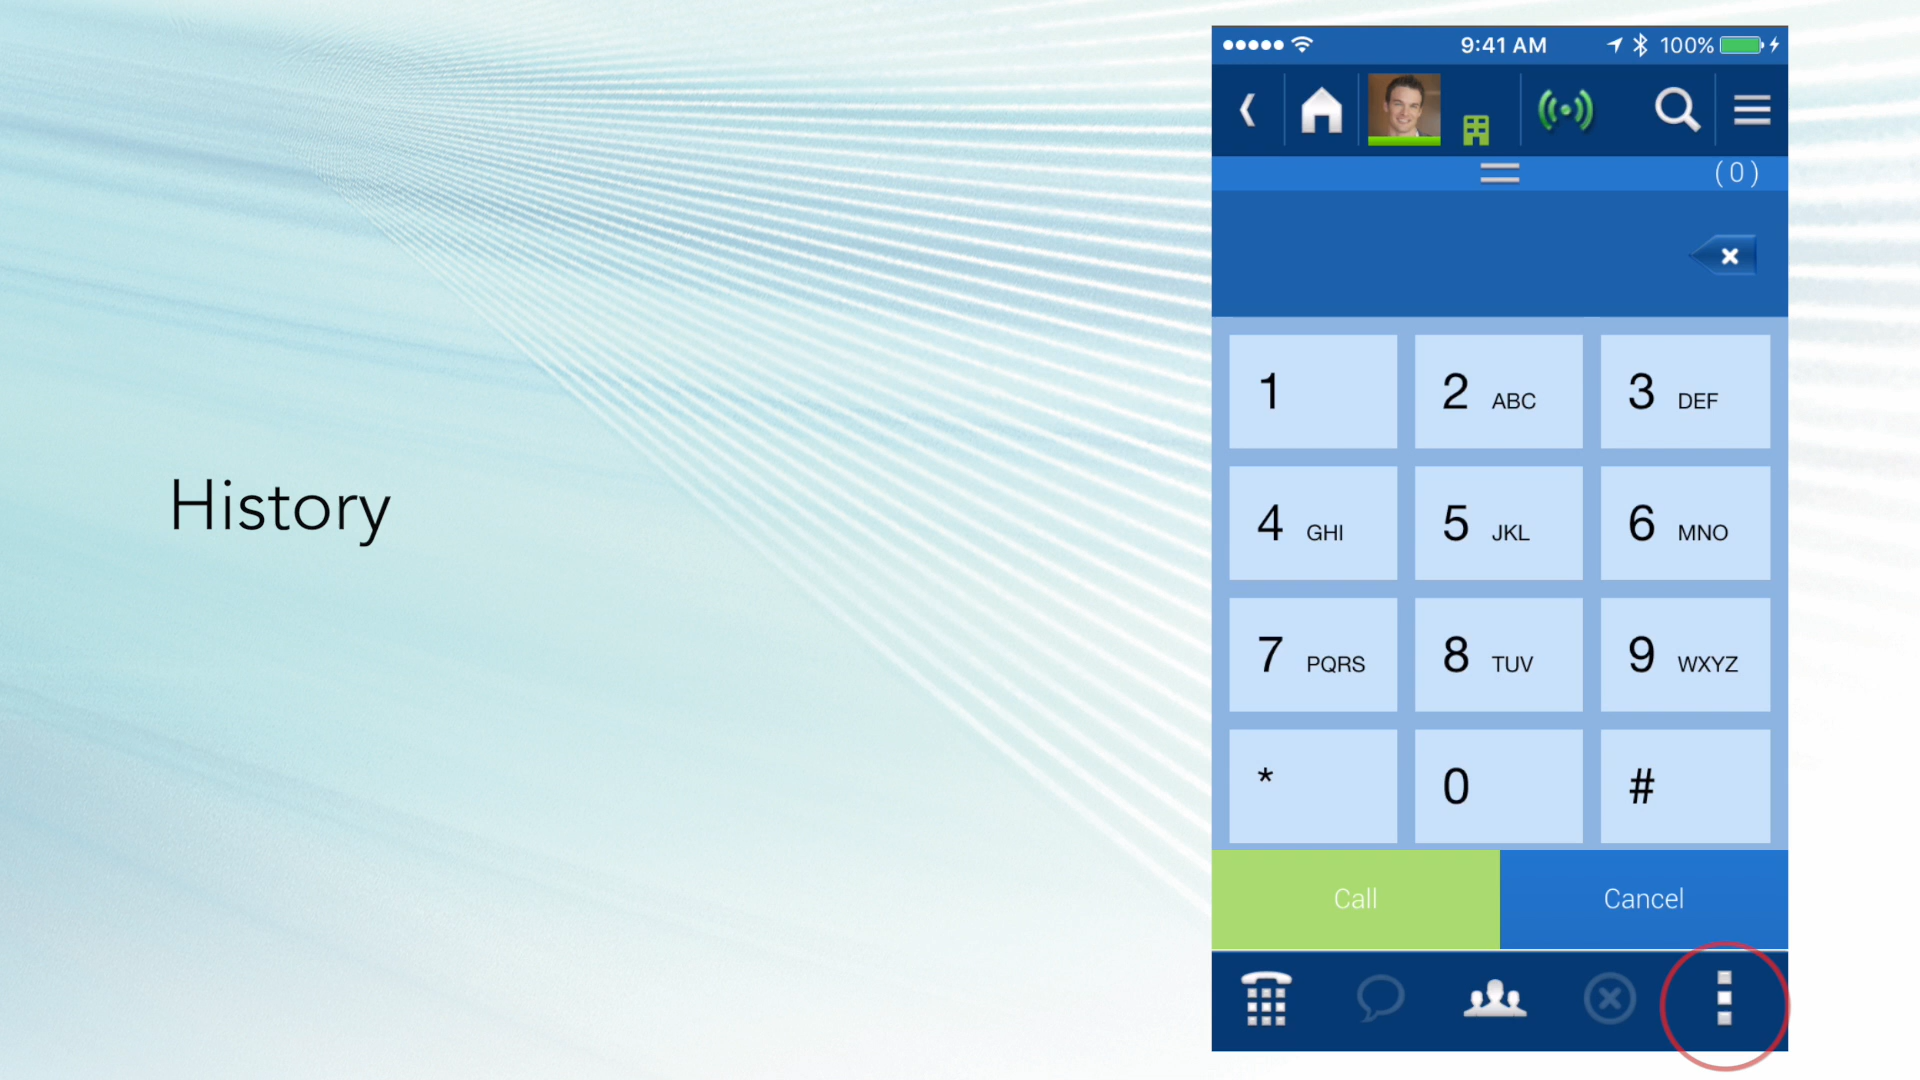 9:41 AM 100%
( 0 )
1 2 ABC 3 DEF
History
4 GHI 5 JKL 6 MNO
7 PQRS 8 TUV 9 WXYZ
* 0 #
Call Cancel